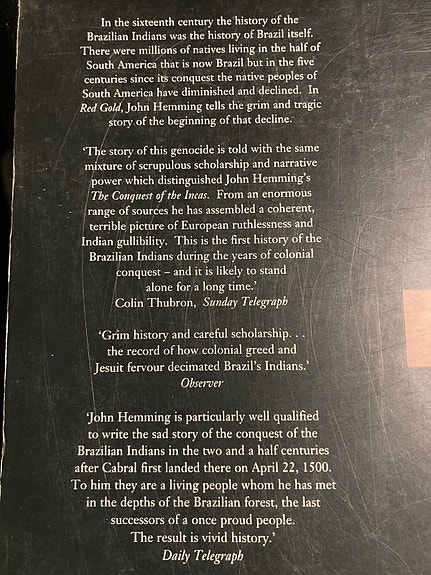 In the sixteenth century the history of the
Brazilian Indians was the history of Brazil itself.
There were millions of natives living in the half of
South America that is now Brazil but in the five
centuries since its conquest the native peoples of
South America have diminished and declined. In
Red Gold, John Hemming tells the grim and tragic
story of the beginning of that decline.
'The story of this genocide is told with the same
mixture of scrupulous scholarship and narrative
power which distinguished John Hemming's
The Conquest of the Incas. From an enormous
range of sources he has assembled a coherent,
terrible picture of European ruthlessness and
Indian gullibility. This is the first history of the
Brazilian Indians during the years of colonial
conquest – and it is likely to stand
alone for a long time.'
Colin Thubron, Sunday Telegraph
'Grim history and careful scholarship. . .
the record of how colonial greed and
Jesuit fervour decimated Brazil's Indians.'
Observer
'John Hemming is particularly well qualified
to write the sad story of the conquest of the
Brazilian Indians in the two and a half centuries
after Cabral first landed there on April 22, 1500.
To him they are a living people whom he has met
in the depths of the Brazilian forest, the last
successors of a once proud people.
The result is vivid history.'
Daily Telegraph